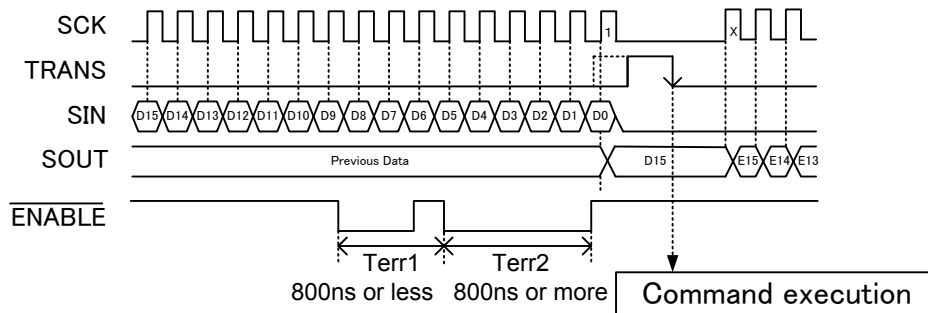 SCK 1 X
TRANS
SIN D15 D14 D13 D12 D11 D10 D9 D8 D7 D6 D5 D4 D3 D2 D1 D0
SOUT Previous Data D15 E15 E14 E13
ENABLE
Terr1 Terr2
800ns or less 800ns or more
Command execution